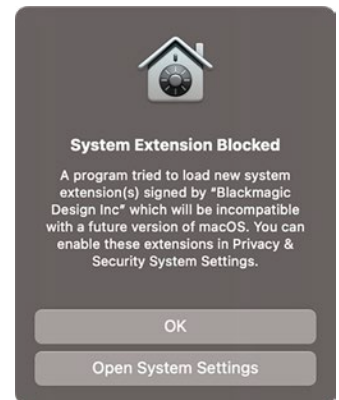 System Extension Blocked
A program tried to load new system
extension(s) signed by "Blackmagic
Design Inc" which will be incompatible
with a future version of macOS. You can
enable these extensions in Privacy &
Security System Settings.
OK
Open System Settings